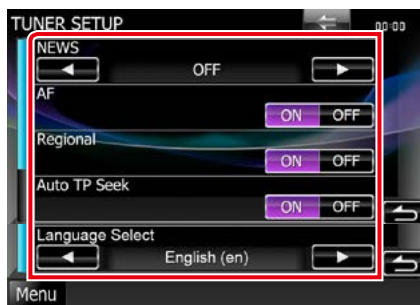 TUNER SETUP
00:00
NEWS
OFF
AF
ON OFF
Regional
ON OFF
Auto TP Seek
ON OFF
Language Select
English (en)
Menu